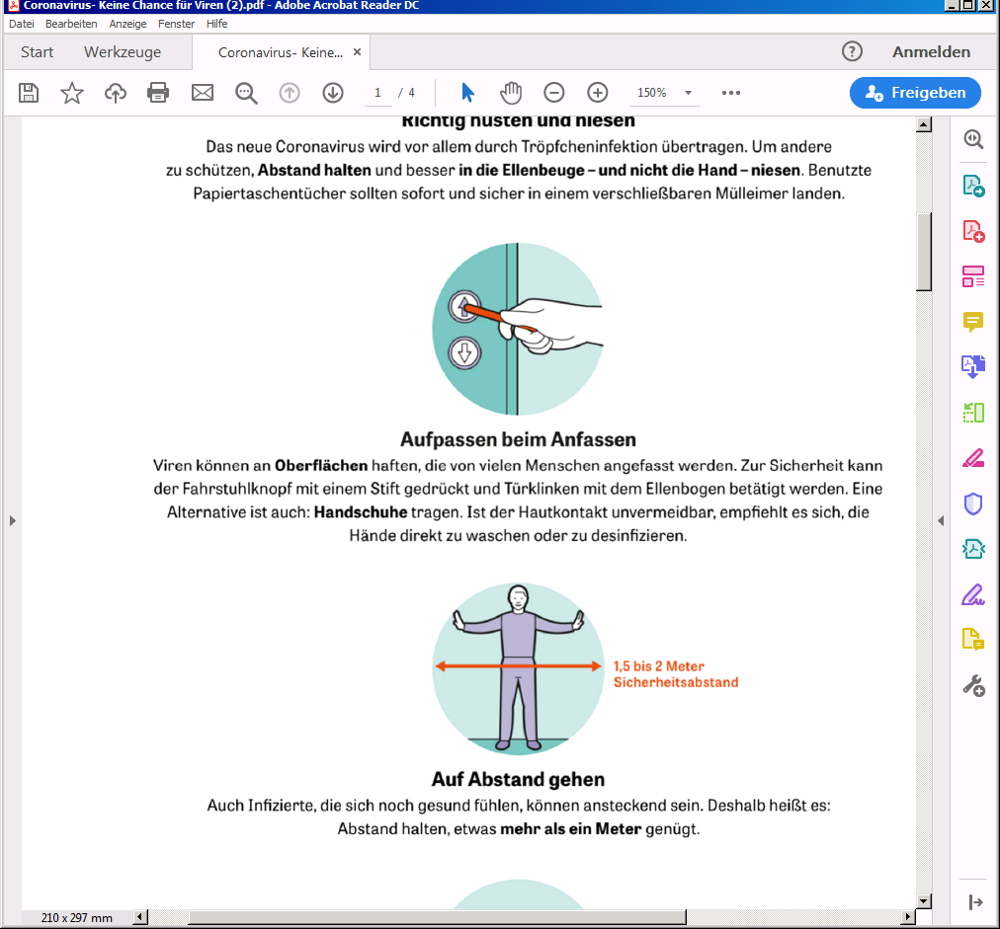 Coronavirus- Keine Chance für Viren (2).pdf - Adobe Acrobat Reader DC
Datei Bearbeiten Anzeige Fenster Hilfe
Start Werkzeuge Coronavirus- Keine... × ? Anmelden
1 / 4 150% Freigeben
Richtig husten und niesen
Das neue Coronavirus wird vor allem durch Tröpfcheninfektion übertragen. Um andere
zu schützen, Abstand halten und besser in die Ellenbeuge – und nicht die Hand – niesen. Benutzte
Papiertaschentücher sollten sofort und sicher in einem verschließbaren Mülleimer landen.
Aufpassen beim Anfassen
Viren können an Oberflächen haften, die von vielen Menschen angefasst werden. Zur Sicherheit kann
der Fahrstuhlknopf mit einem Stift gedrückt und Türklinken mit dem Ellenbogen betätigt werden. Eine
Alternative ist auch: Handschuhe tragen. Ist der Hautkontakt unvermeidbar, empfiehlt es sich, die
Hände direkt zu waschen oder zu desinfizieren.
1,5 bis 2 Meter
Sicherheitsabstand
Auf Abstand gehen
Auch Infizierte, die sich noch gesund fühlen, können ansteckend sein. Deshalb heißt es:
Abstand halten, etwas mehr als ein Meter genügt.
210 x 297 mm